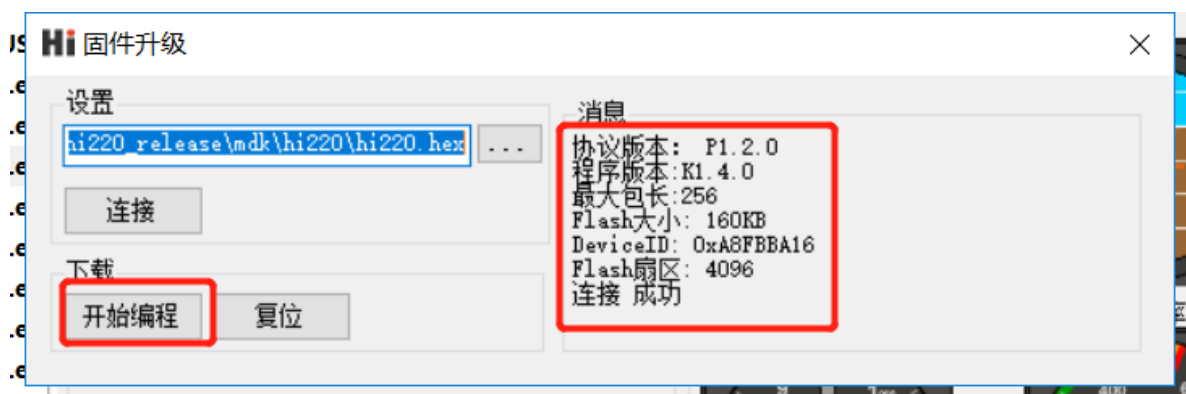 Hi 固件升级
设置
hi220_release\mdk\hi220\hi220.hex
...
连接
下载
开始编程
复位
消息
协议版本: P1.2.0
程序版本:K1.4.0
最大包长:256
Flash大小: 160KB
DeviceID: 0xA8FBBA16
Flash扇区: 4096
连接 成功